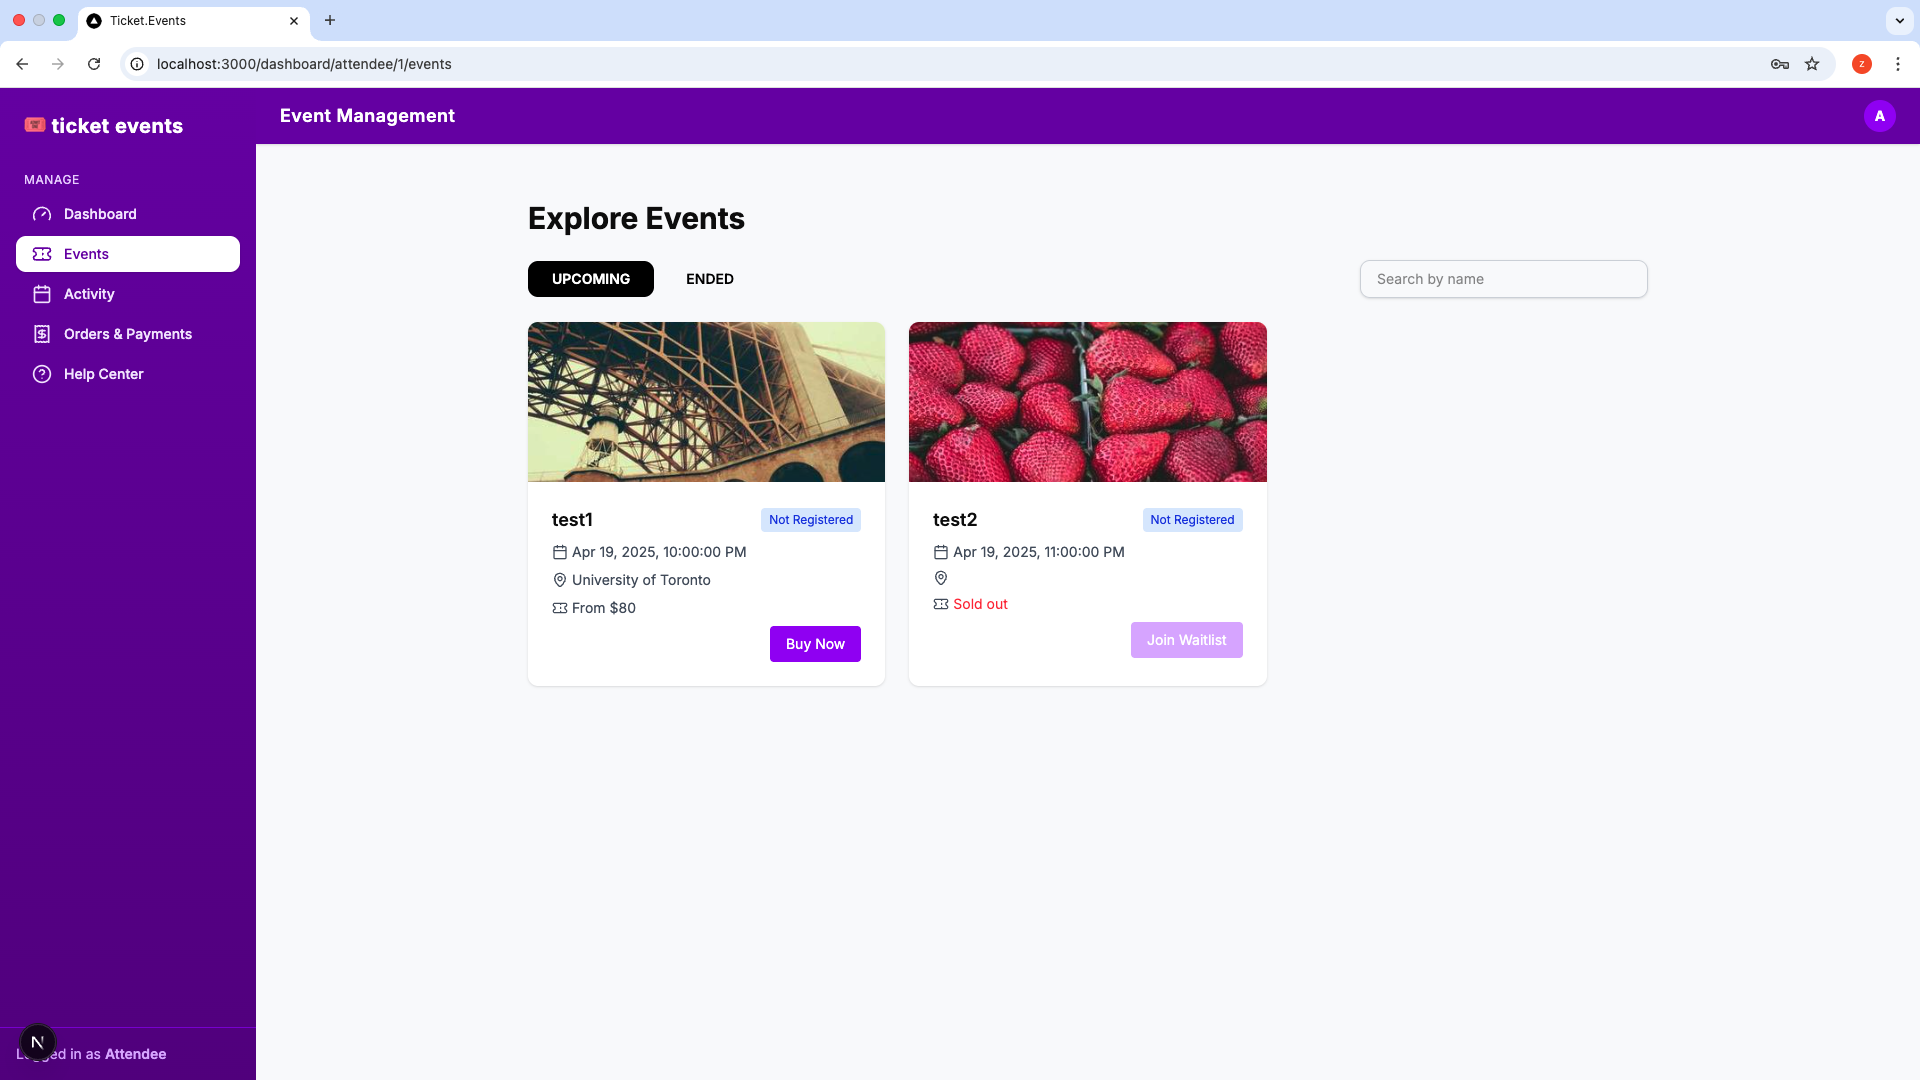 Ticket.Events
localhost:3000/dashboard/attendee/1/events
z
ticket events
Event Management
A
MANAGE
Dashboard
Events
Activity
Orders & Payments
Help Center
Explore Events
UPCOMING
ENDED
Search by name
test1
Not Registered
Apr 19, 2025, 10:00:00 PM
University of Toronto
From $80
Buy Now
test2
Not Registered
Apr 19, 2025, 11:00:00 PM
Sold out
Join Waitlist
N
ed in as Attendee